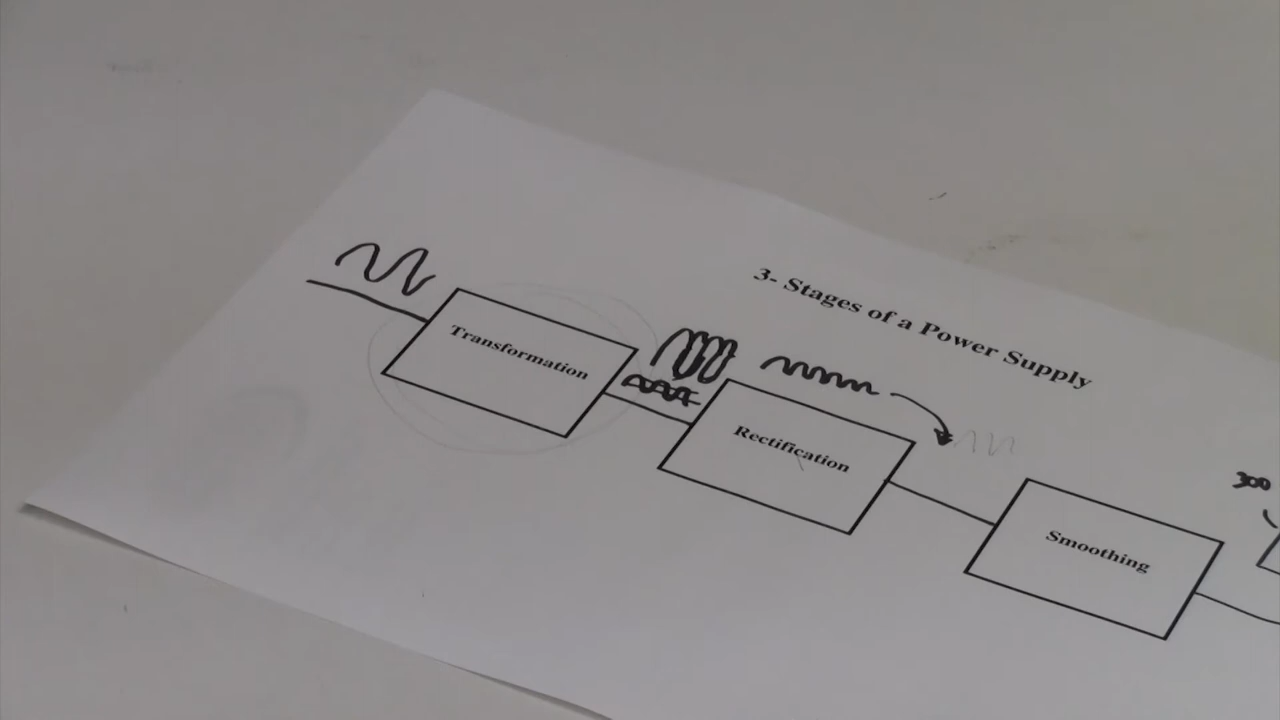 3- Stages of a Power Supply
Transformation
Rectification
Smoothing
300